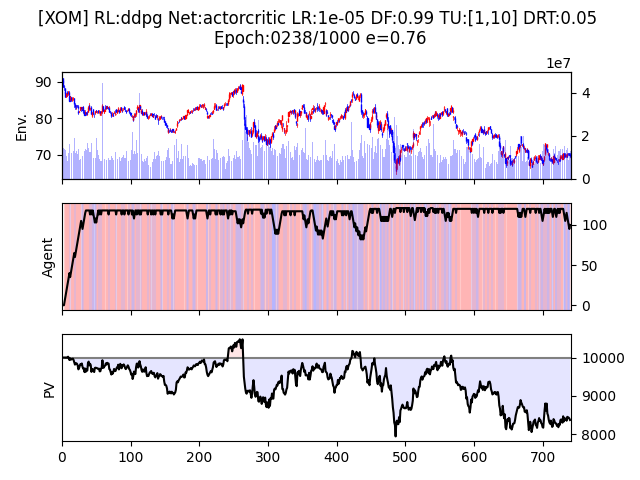 [XOM] RL:ddpg Net:actorcritic LR:1e-05 DF:0.99 TU:[1,10] DRT:0.05
Epoch:0238/1000 e=0.76
1e7
Env.
90
80
70
4
2
0
Agent
100
50
0
PV
10000
9000
8000
0 100 200 300 400 500 600 700